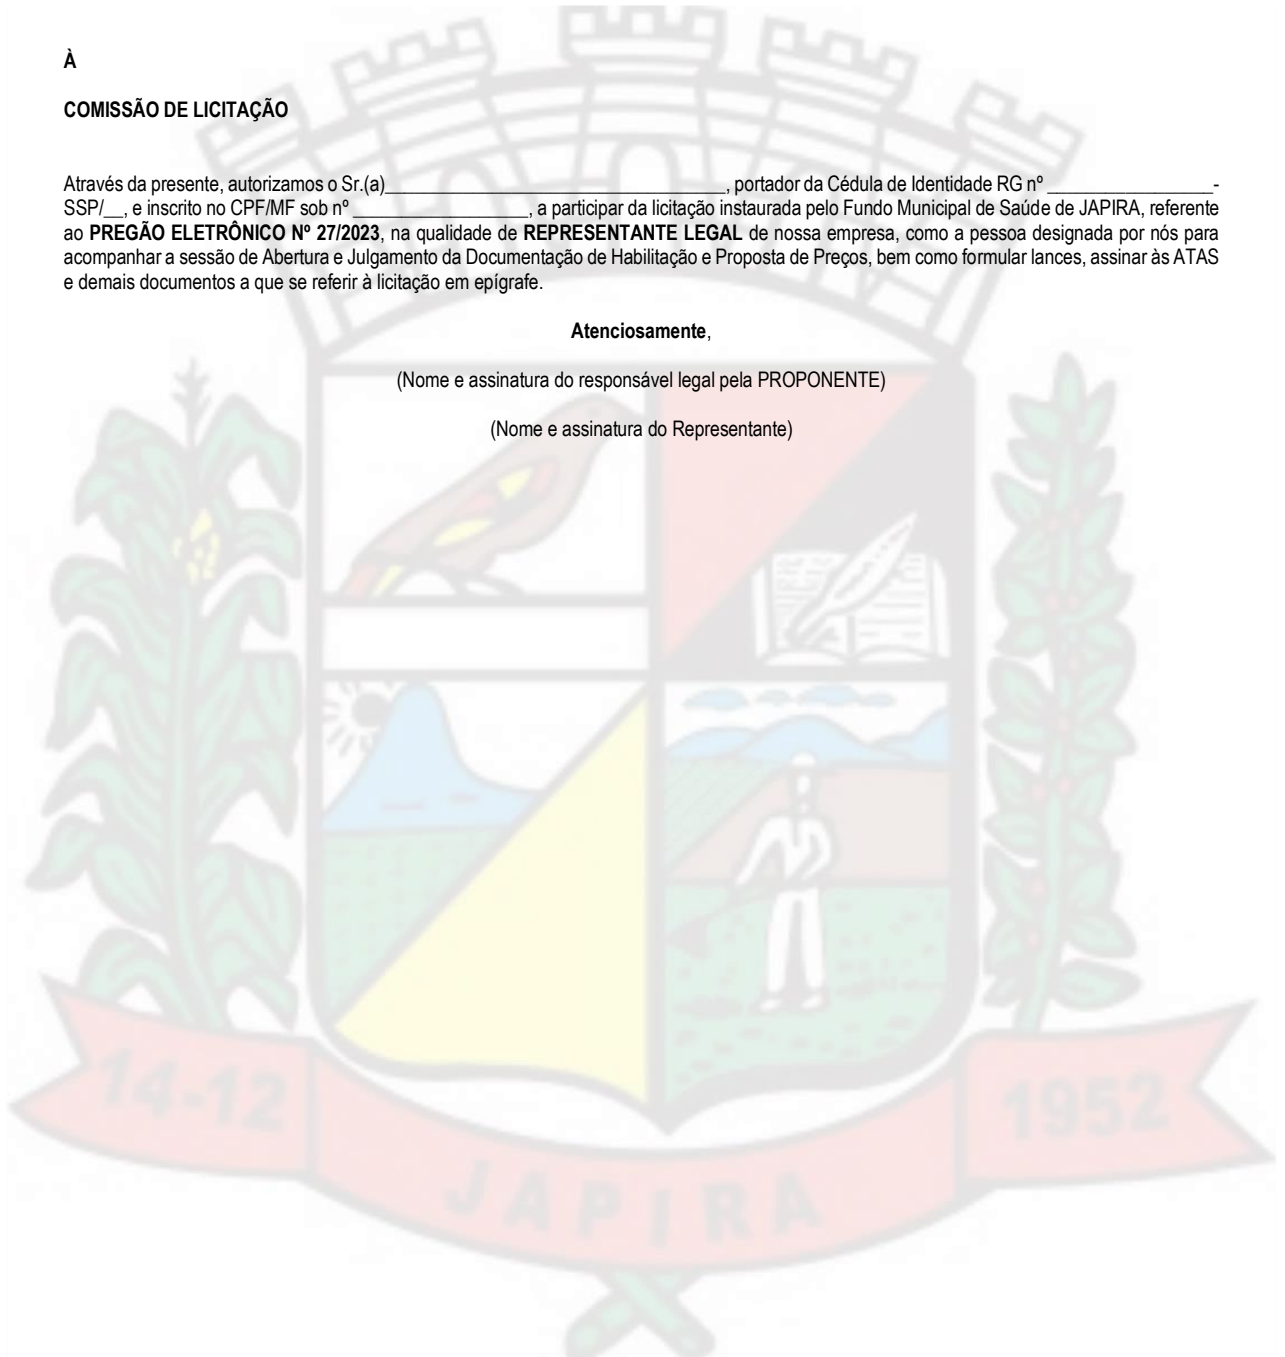 À
COMISSÃO DE LICITAÇÃO
Através da presente, autorizamos o Sr.(a)__________________________________, portador da Cédula de Identidade RG nº _________________-
SSP/__, e inscrito no CPF/MF sob nº __________________, a participar da licitação instaurada pelo Fundo Municipal de Saúde de JAPIRA, referente
ao PREGÃO ELETRÔNICO Nº 27/2023, na qualidade de REPRESENTANTE LEGAL de nossa empresa, como a pessoa designada por nós para
acompanhar a sessão de Abertura e Julgamento da Documentação de Habilitação e Proposta de Preços, bem como formular lances, assinar às ATAS
e demais documentos a que se referir à licitação em epígrafe.
Atenciosamente,
(Nome e assinatura do responsável legal pela PROPONENTE)
(Nome e assinatura do Representante)
14-12
1952
JAPIRA